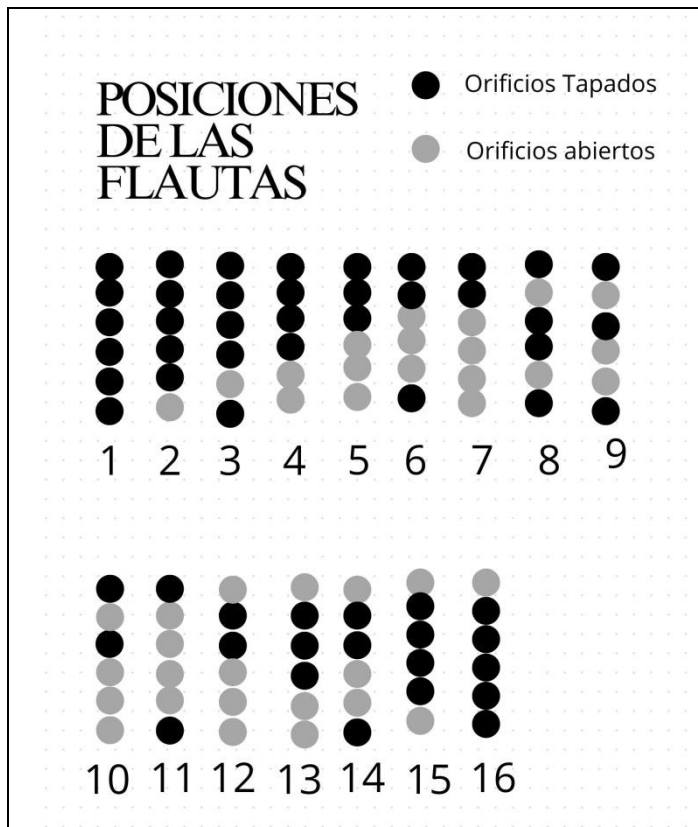 POSICIONES
DE LAS
FLAUTAS
Orificios Tapados
Orificios abiertos
1 2 3 4 5 6 7 8 9
10 11 12 13 14 15 16